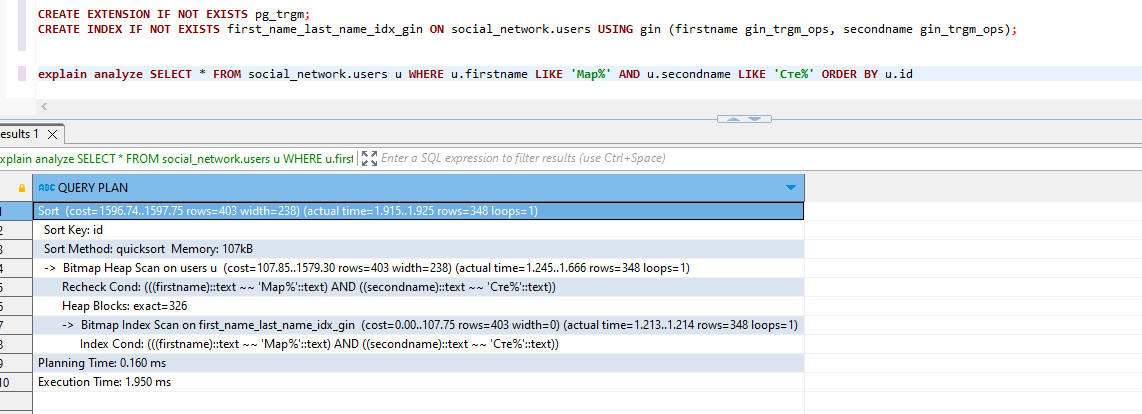 CREATE EXTENSION IF NOT EXISTS pg_trgm;
CREATE INDEX IF NOT EXISTS first_name_last_name_idx_gin ON social_network.users USING gin (firstname gin_trgm_ops, secondname gin_trgm_ops);
explain analyze SELECT * FROM social_network.users u WHERE u.firstname LIKE 'Мар%' AND u.secondname LIKE 'Сте%' ORDER BY u.id
esults 1
xplain analyze SELECT * FROM social_network.users u WHERE u.first Enter a SQL expression to filter results (use Ctrl+Space)
ABC QUERY PLAN
1 Sort (cost=1596.74..1597.75 rows=403 width=238) (actual time=1.915..1.925 rows=348 loops=1)
2 Sort Key: id
3 Sort Method: quicksort Memory: 107kB
4 -> Bitmap Heap Scan on users u (cost=107.85..1579.30 rows=403 width=238) (actual time=1.245..1.666 rows=348 loops=1)
5 Recheck Cond: (((firstname)::text ~~ 'Мар%'::text) AND ((secondname)::text ~~ 'Сте%'::text))
6 Heap Blocks: exact=326
7 -> Bitmap Index Scan on first_name_last_name_idx_gin (cost=0.00..107.75 rows=403 width=0) (actual time=1.213..1.214 rows=348 loops=1)
8 Index Cond: (((firstname)::text ~~ 'Мар%'::text) AND ((secondname)::text ~~ 'Сте%'::text))
9 Planning Time: 0.160 ms
10 Execution Time: 1.950 ms